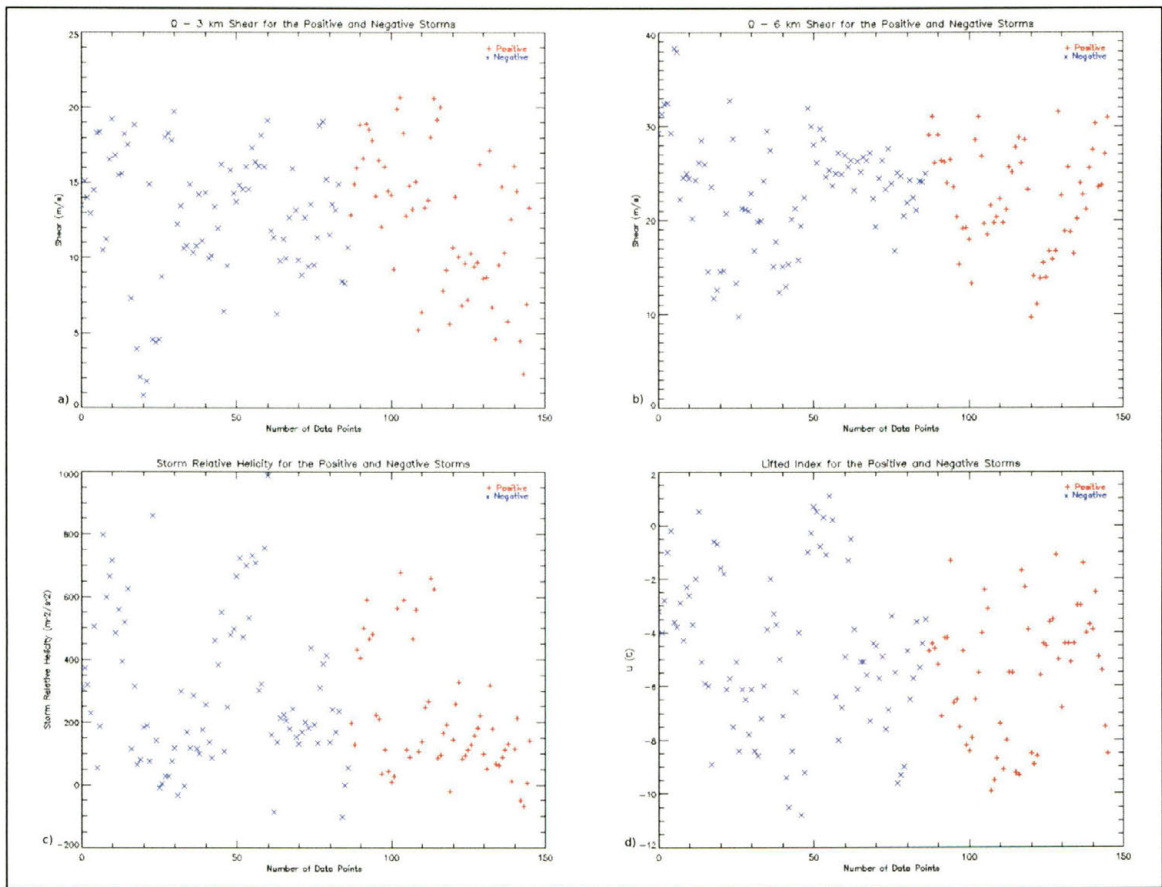 0 - 3 km Shear for the Positive and Negative Storms
25
20
15
10
5
0
Shear (m/s)
+ Positive
× Negative
a)
0
50
100
150
Number of Data Points
0 - 6 km Shear for the Positive and Negative Storms
40
30
20
10
0
Shear (m/s)
+ Positive
× Negative
b)
0
50
100
150
Number of Data Points
Storm Relative Helicity for the Positive and Negative Storms
1000
800
600
400
200
0
-200
Storm Relative Helicity (m^2/s^2)
+ Positive
× Negative
c)
0
50
100
150
Number of Data Points
Lifted Index for the Positive and Negative Storms
2
0
-2
-4
-6
-8
-10
-12
LI (C)
+ Positive
× Negative
d)
0
50
100
150
Number of Data Points